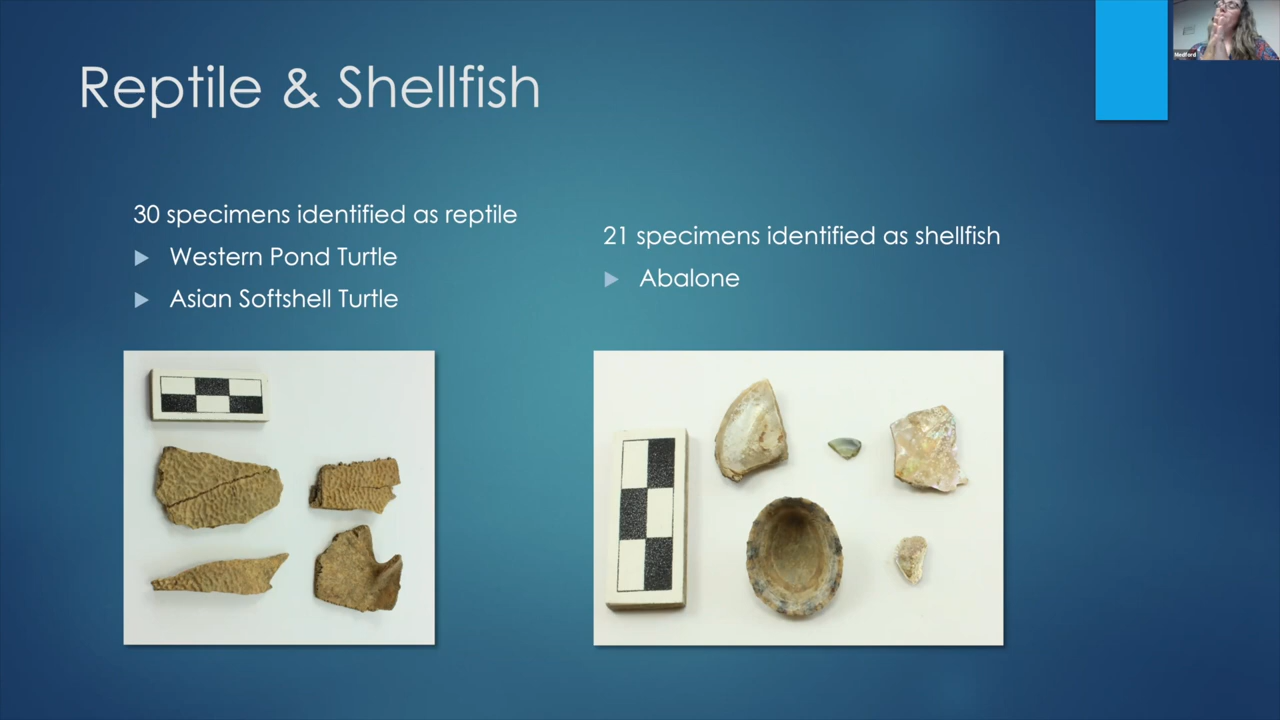 Reptile & Shellfish
30 specimens identified as reptile
Western Pond Turtle
Asian Softshell Turtle
21 specimens identified as shellfish
Abalone
Medford